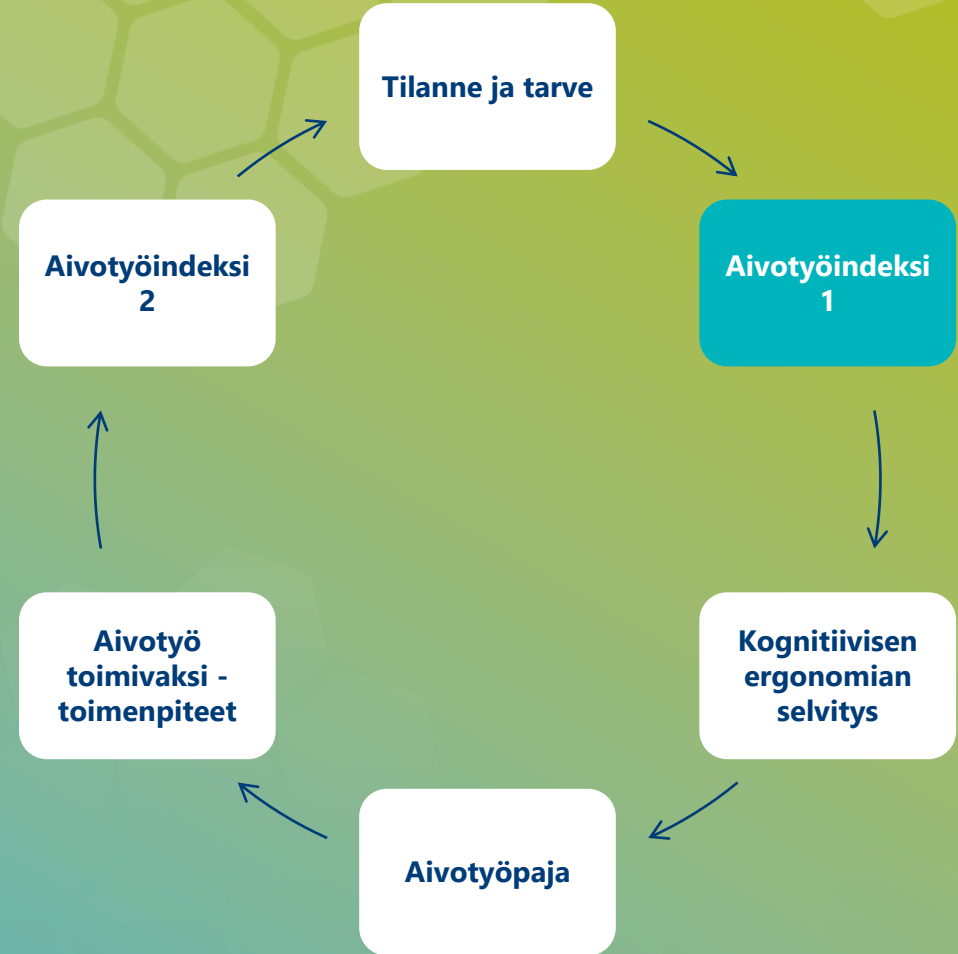 Tilanne ja tarve
Aivotyöindeksi
1
Kognitiivisen
ergonomian
selvitys
Aivotyöpaja
Aivotyö
toimivaksi -
toimenpiteet
Aivotyöindeksi
2